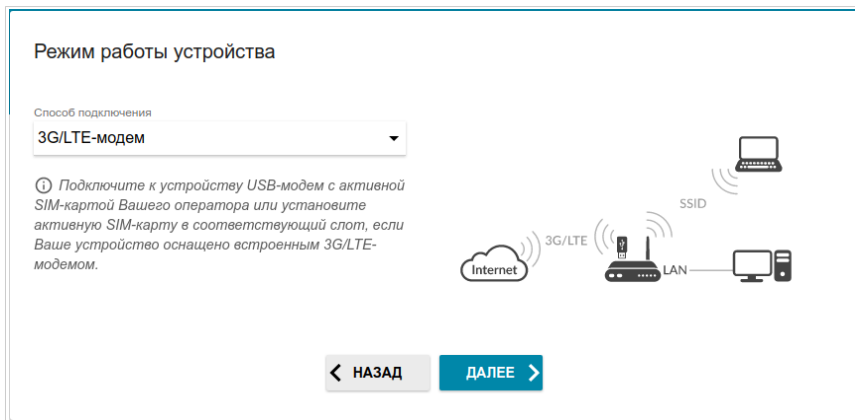 Режим работы устройства
Способ подключения
3G/LTE-модем
Подключите к устройству USB-модем с активной
SIM-картой Вашего оператора или установите
активную SIM-карту в соответствующий слот, если
Ваше устройство оснащено встроенным 3G/LTE-
модемом.
SSID
3G/LTE
Internet
LAN
НАЗАД
ДАЛЕЕ